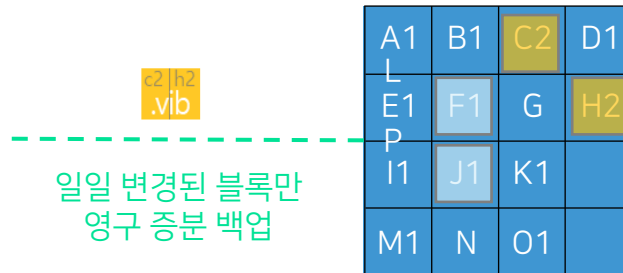 c2 h2
.vib
일일 변경된 블록만
영구 증분 백업
A1 B1 C2 D1
L
E1 F1 G H2
P
I1 J1 K1
M1 N O1